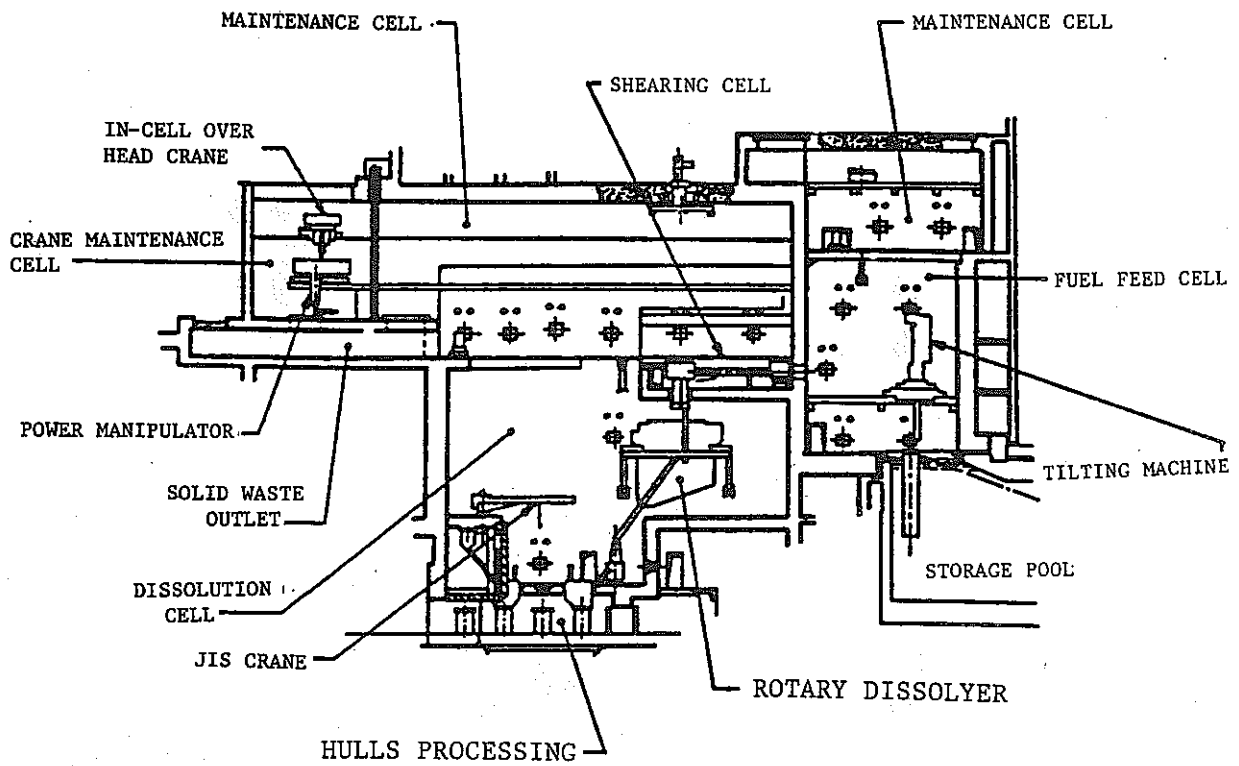 MAINTENANCE CELL
MAINTENANCE CELL
SHEARING CELL
IN-CELL OVER
HEAD CRANE
CRANE MAINTENANCE
CELL
FUEL FEED CELL
POWER MANIPULATOR
TILTING MACHINE
SOLID WASTE
OUTLET
STORAGE POOL
DISSOLUTION
CELL
JIS CRANE
ROTARY DISSOLYER
HULLS PROCESSING